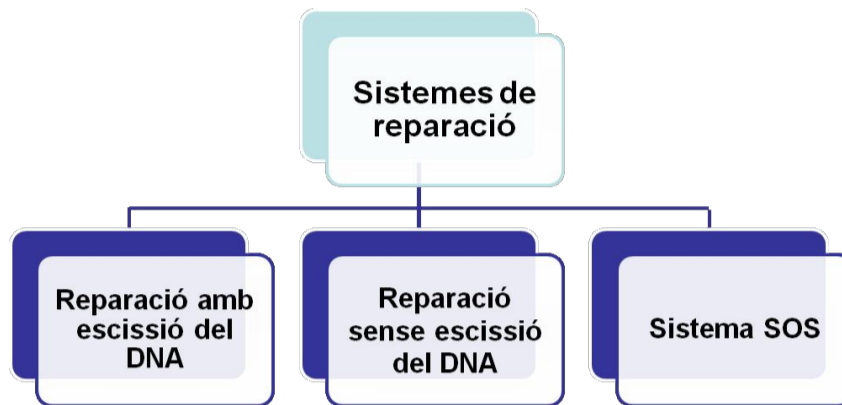 Sistemes de
reparació
Reparació amb
escissió del
DNA
Reparació
sense escissió
del DNA
Sistema SOS